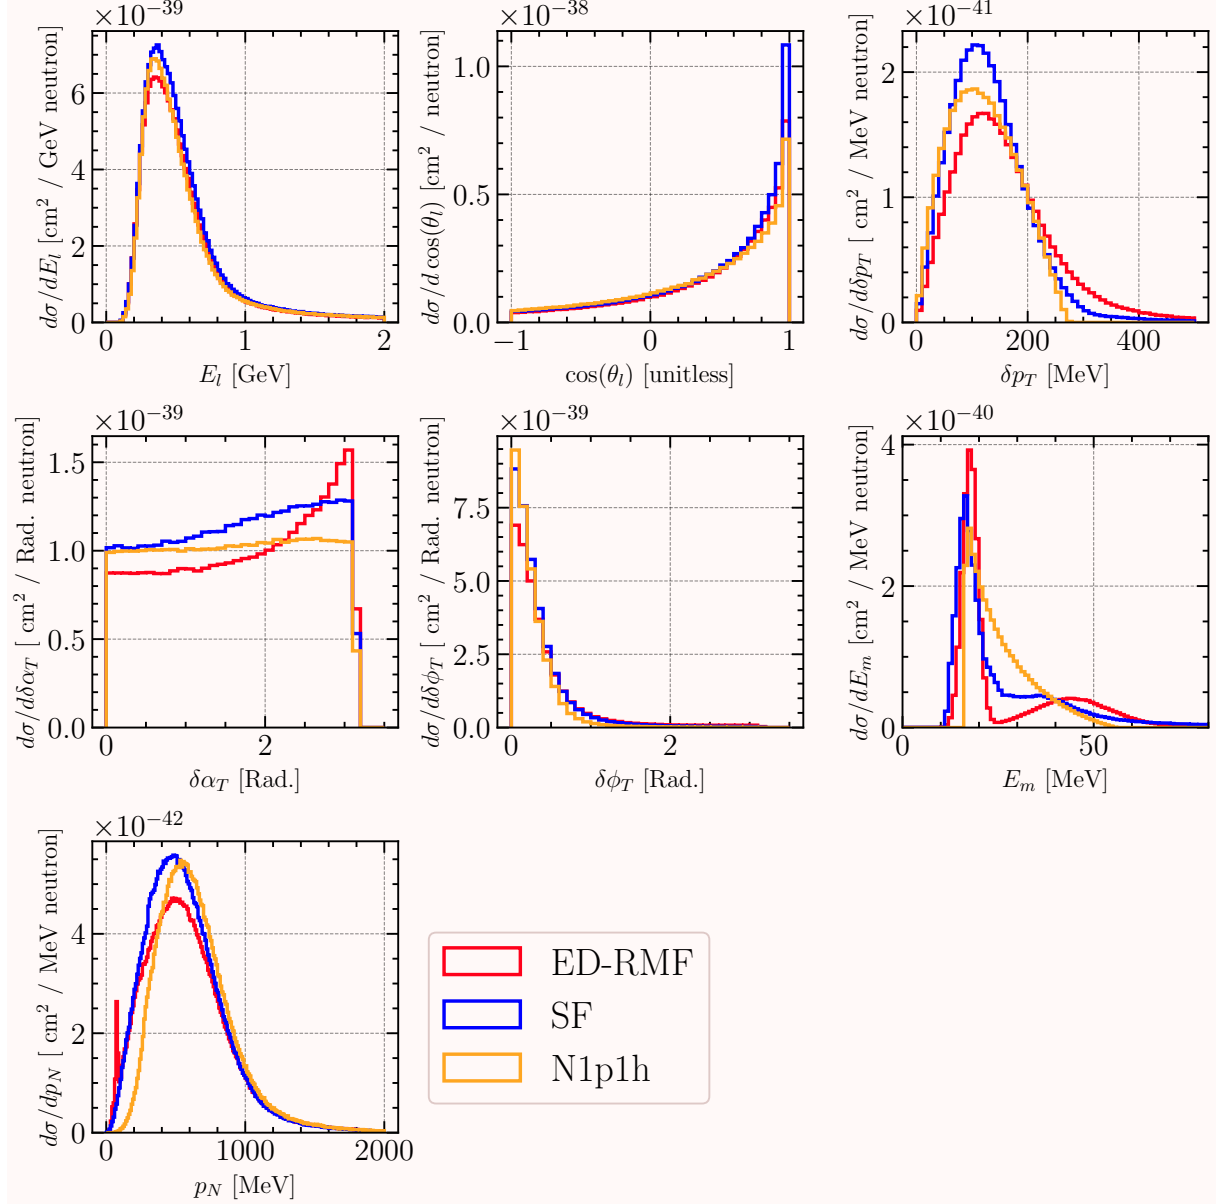 ×10⁻³⁹
dσ/dE_l [cm² / GeV neutron]
6
4
2
0
0 1 2
E_l [GeV]
×10⁻³⁸
dσ/d cos(θ_l) [cm² / neutron]
1.0
0.5
0.0
−1 0 1
cos(θ_l) [unitless]
×10⁻⁴¹
dσ/dδp_T [ cm² / MeV neutron]
2
1
0
0 200 400
δp_T [MeV]
×10⁻³⁹
dσ/dδα_T [ cm² / Rad. neutron]
1.5
1.0
0.5
0.0
0 2
δα_T [Rad.]
×10⁻³⁹
dσ/dδϕ_T [ cm² / Rad. neutron]
7.5
5.0
2.5
0.0
0 2
δϕ_T [Rad.]
×10⁻⁴⁰
dσ/dE_m [cm² / MeV neutron]
4
2
0
0 50
E_m [MeV]
×10⁻⁴²
dσ/dp_N [ cm² / MeV neutron]
4
2
0
0 1000 2000
p_N [MeV]
ED-RMF
SF
N1p1h